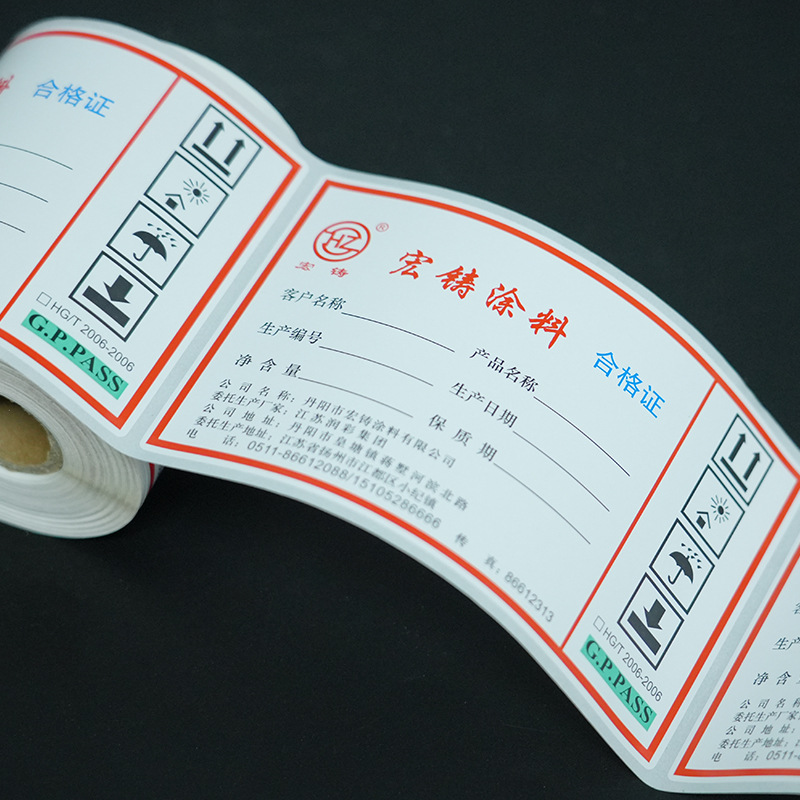 合格证
HG/T 2006-2006
G.P.PASS
HZ
®
宏铸
宏铸涂料
合格证
客户名称
产品名称
生产编号
生产日期
净含量
保质期
公司名称:丹阳市宏铸涂料有限公司
委托生产厂家:江苏润彩集团
公司地址:丹阳市皇塘镇蒋墅河滨北路
委托生产地址:江苏省扬州市江都区小纪镇
电话:0511-86612088/15105286666 传真:86612313
HG/T 2006-2006
G.P.PASS
生产
净含
公司名称
委托生产厂家
公司地址:
委托生产地址:
电话:0511-8